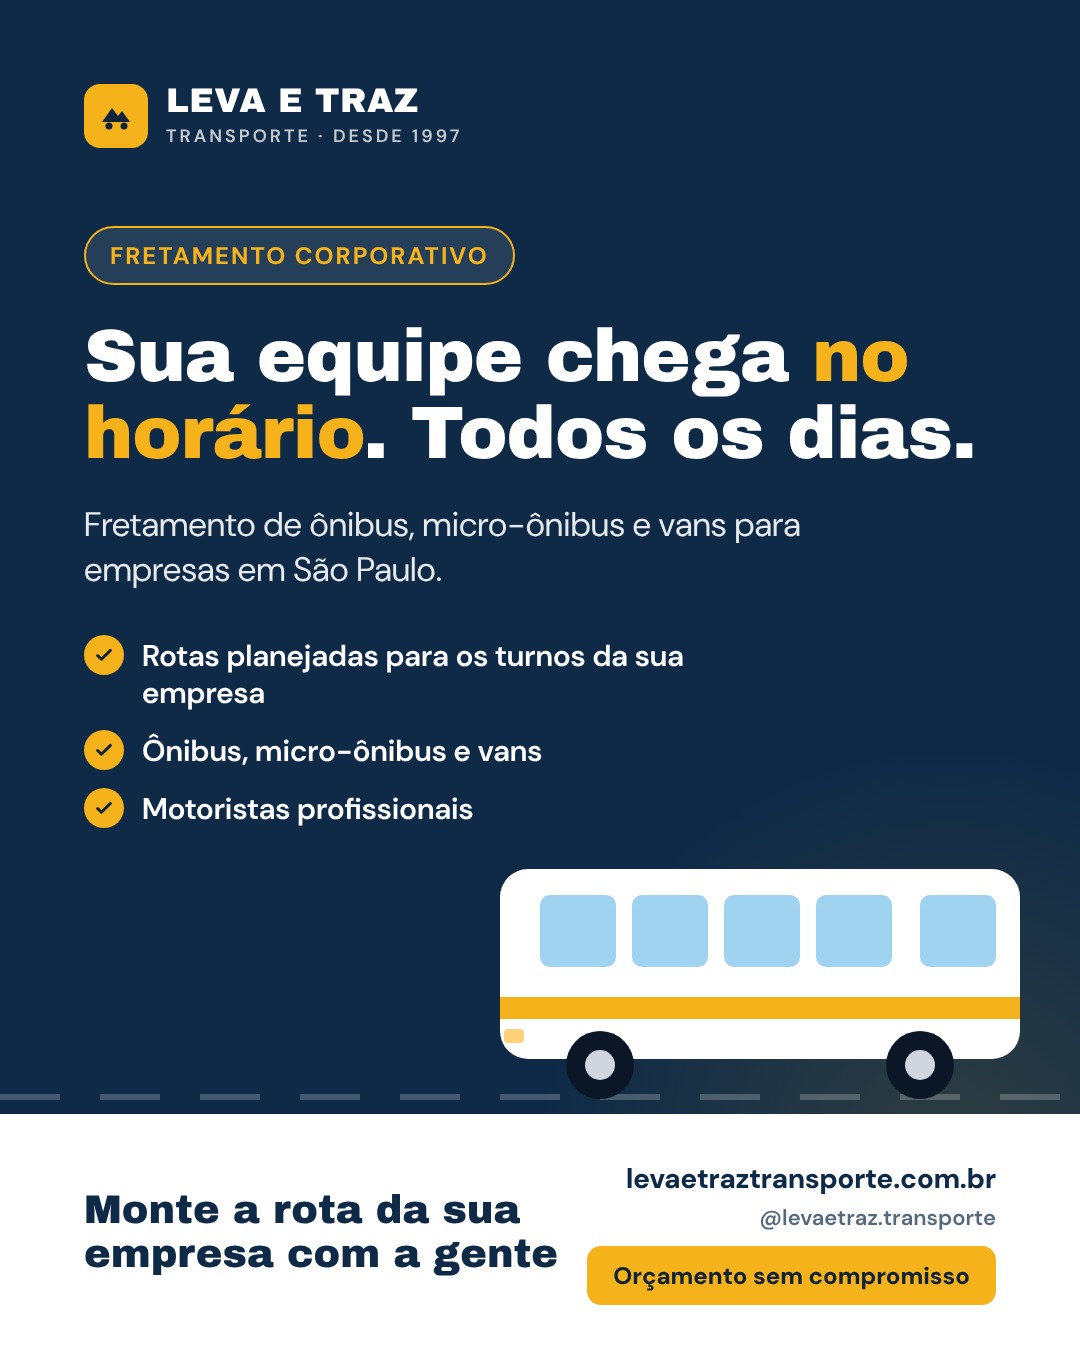 LEVA E TRAZ
TRANSPORTE · DESDE 1997
FRETAMENTO CORPORATIVO
Sua equipe chega no
horário. Todos os dias.
Fretamento de ônibus, micro-ônibus e vans para
empresas em São Paulo.
Rotas planejadas para os turnos da sua
empresa
Ônibus, micro-ônibus e vans
Motoristas profissionais
Monte a rota da sua
empresa com a gente
levaetraztransporte.com.br
@levaetraz.transporte
Orçamento sem compromisso